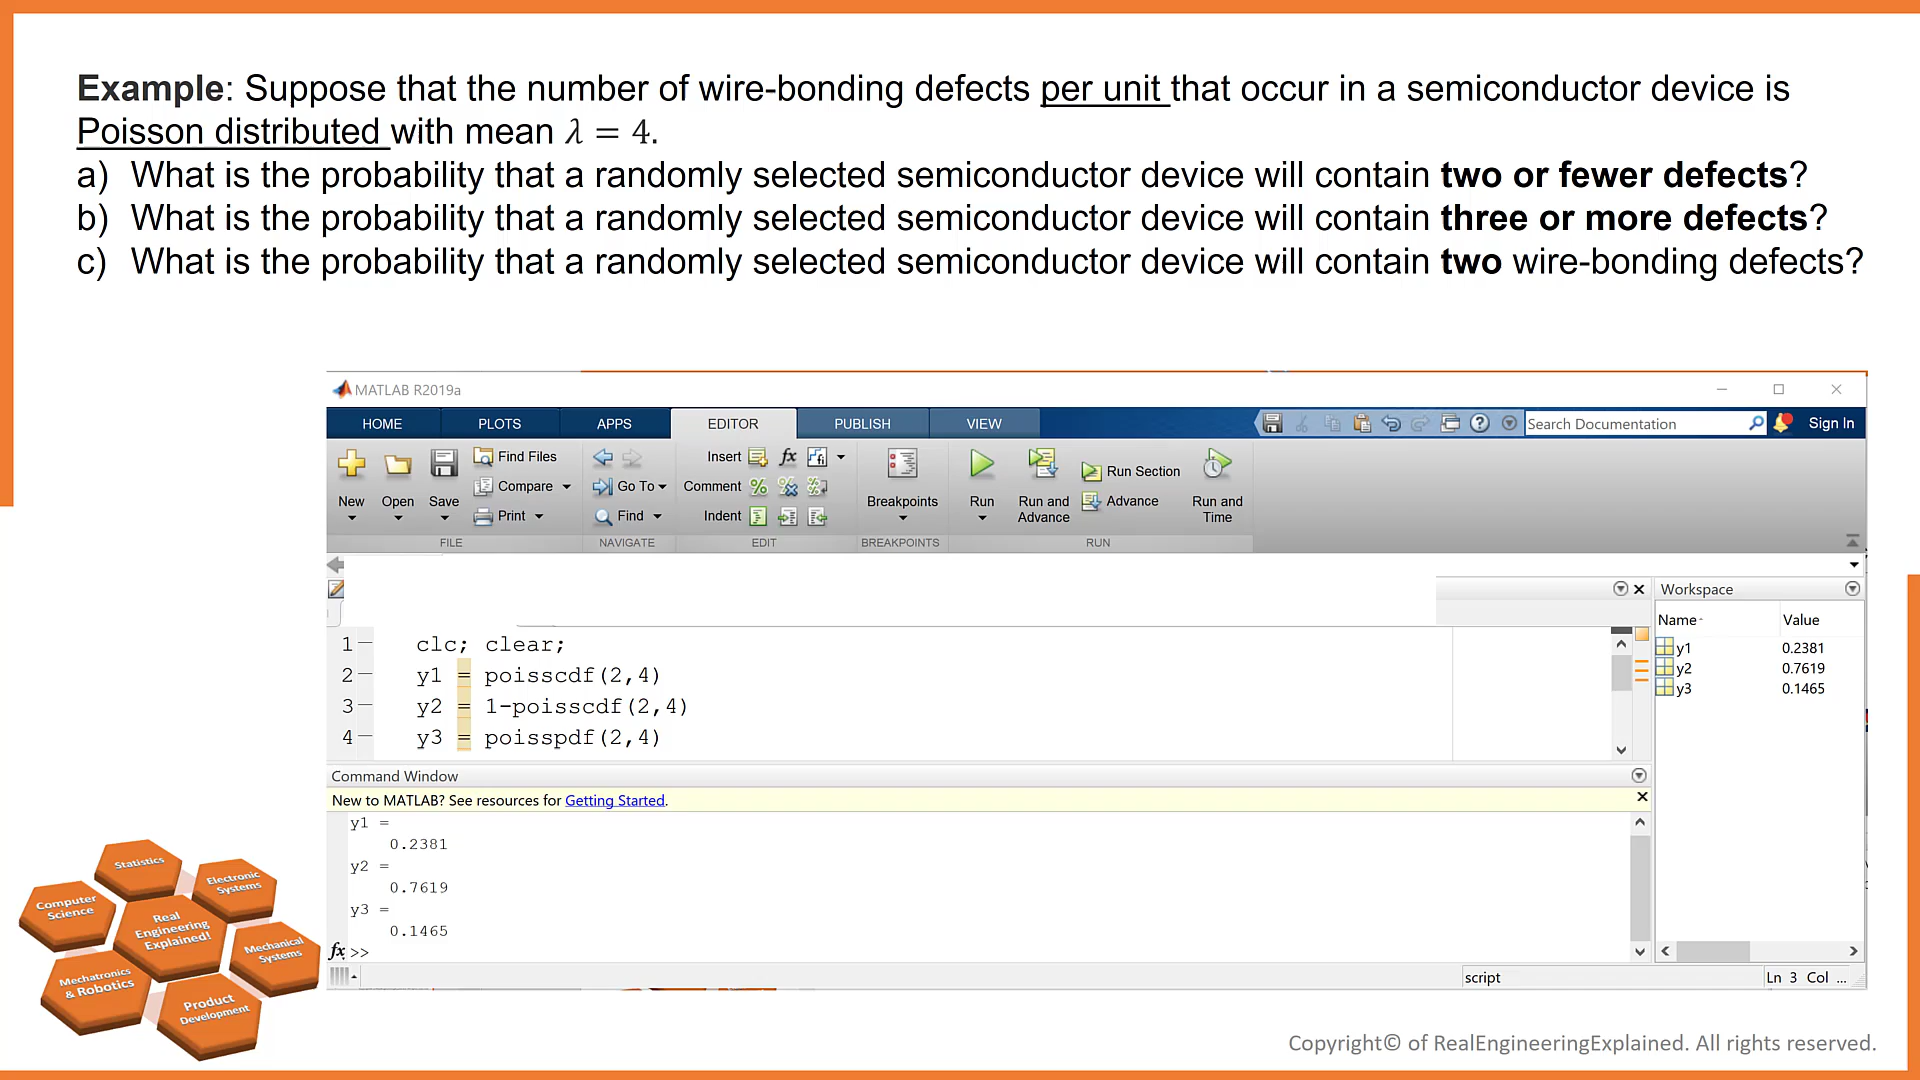 Example: Suppose that the number of wire-bonding defects per unit that occur in a semiconductor device is
Poisson distributed with mean λ = 4.
a) What is the probability that a randomly selected semiconductor device will contain two or fewer defects?
b) What is the probability that a randomly selected semiconductor device will contain three or more defects?
c) What is the probability that a randomly selected semiconductor device will contain two wire-bonding defects?
MATLAB R2019a
HOME PLOTS APPS EDITOR PUBLISH VIEW Search Documentation Sign In
New Open Save Find Files Compare Print
FILE
Go To Find
NAVIGATE
Insert fx
Comment
Indent
EDIT
Breakpoints
BREAKPOINTS
Run Run and Advance Run Section Advance Run and Time
RUN
1 clc; clear;
2 y1 = poisscdf(2,4)
3 y2 = 1-poisscdf(2,4)
4 y3 = poisspdf(2,4)
Workspace
Name Value
y1 0.2381
y2 0.7619
y3 0.1465
Command Window
New to MATLAB? See resources for Getting Started.
y1 =
0.2381
y2 =
0.7619
y3 =
0.1465
fx >>
script Ln 3 Col ...
Statistics
Electronic Systems
Computer Science
Real Engineering Explained!
Mechanical Systems
Mechatronics & Robotics
Product Development
Copyright© of RealEngineeringExplained. All rights reserved.